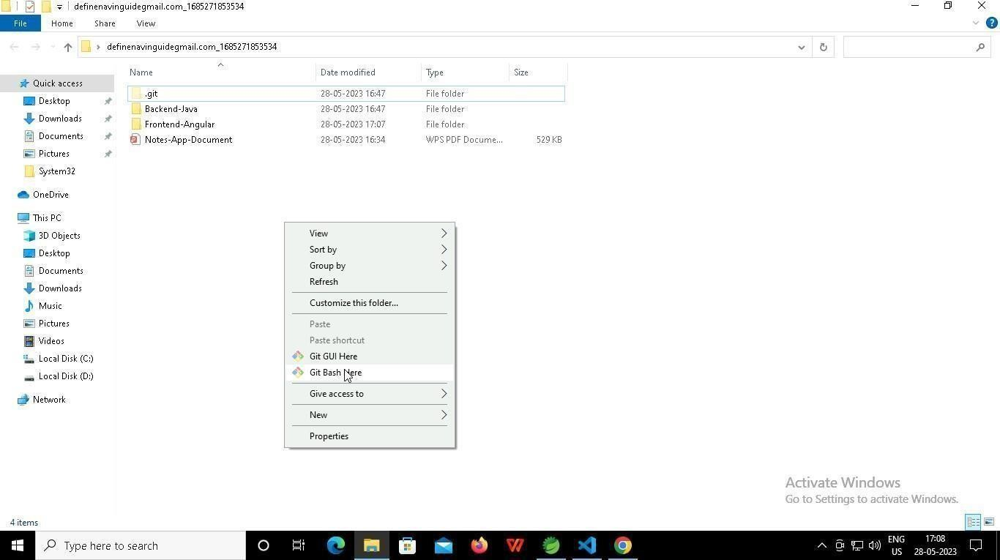 definenavinguidegmail.com_1685271853534
File Home Share View
definenavinguidegmail.com_1685271853534
Name Date modified Type Size
.git 28-05-2023 16:47 File folder
Backend-Java 28-05-2023 16:47 File folder
Frontend-Angular 28-05-2023 17:07 File folder
Notes-App-Document 28-05-2023 16:34 WPS PDF Docume... 529 KB
Quick access
Desktop
Downloads
Documents
Pictures
System32
OneDrive
This PC
3D Objects
Desktop
Documents
Downloads
Music
Pictures
Videos
Local Disk (C:)
Local Disk (D:)
Network
View
Sort by
Group by
Refresh
Customize this folder...
Paste
Paste shortcut
Git GUI Here
Git Bash Here
Give access to
New
Properties
Activate Windows
Go to Settings to activate Windows.
4 items
Type here to search
ENG
US
17:08
28-05-2023